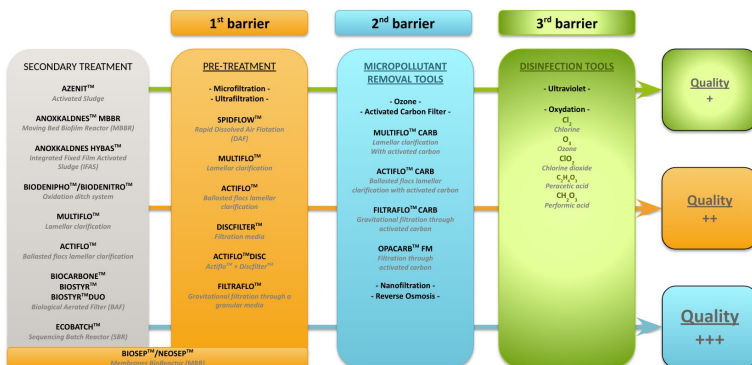 1st barrier
2nd barrier
3rd barrier
SECONDARY TREATMENT
AZENIT™
Activated Sludge
ANOXKALDNES™ MBBR
Moving Bed Biofilm Reactor (MBBR)
ANOXKALDNES HYBAS™
Integrated Fixed Film Activated
Sludge (IFAS)
BIODENIPHO™/BIODENITRO™
Oxidation ditch system
MULTIFLO™
Lamellar clarification
ACTIFLO™
Ballasted flocs lamellar clarification
BIOCARBONE™
BIOSTYR™
BIOSTYR™DUO
Biological Aerated Filter (BAF)
ECOBATCH™
Sequencing Batch Reactor (SBR)
BIOSEP™/NEOSEP™
Membranes BioReactor (MBR)
PRE-TREATMENT
- Microfiltration -
- Ultrafiltration -
SPIDFLOW™
Rapid Dissolved Air Flotation
(DAF)
MULTIFLO™
Lamellar clarification
ACTIFLO™
Ballasted flocs lamellar
clarification
DISCFILTER™
Filtration media
ACTIFLO™DISC
Actiflo™ + Discfilter™
FILTRAFLO™
Gravitational filtration through a
granular media
MICROPOLLUTANT
REMOVAL TOOLS
- Ozone -
- Activated Carbon Filter -
MULTIFLO™ CARB
Lamellar clarification
With activated carbon
ACTIFLO™ CARB
Ballasted flocs lamellar
clarification with activated carbon
FILTRAFLO™ CARB
Gravitational filtration through
activated carbon
OPACARB™ FM
Filtration through
activated carbon
- Nanofiltration -
- Reverse Osmosis -
DISINFECTION TOOLS
- Ultraviolet -
- Oxydation -
Cl2
Chlorine
O3
Ozone
ClO2
Chlorine dioxide
C2H4O3
Peracetic acid
CH2O3
Performic acid
Quality
+
Quality
++
Quality
+++